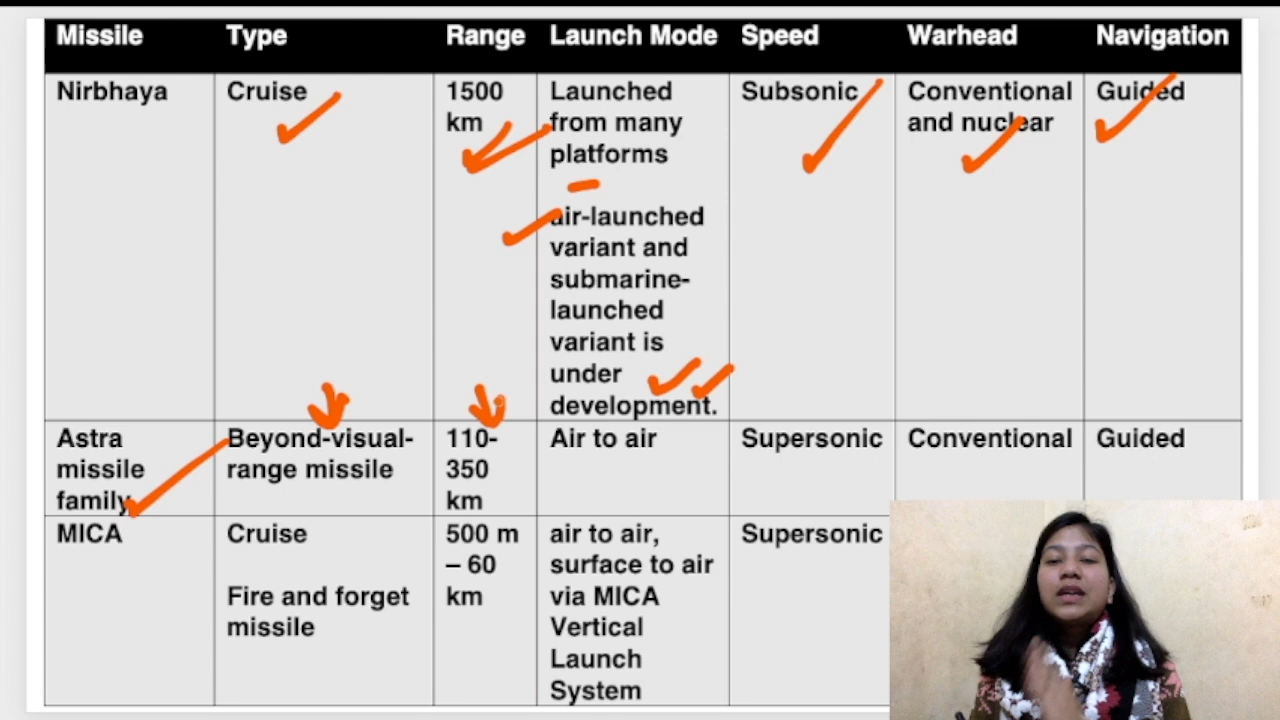 Missile Type Range Launch Mode Speed Warhead Navigation
Nirbhaya Cruise 1500 Launched Subsonic Conventional Guided
km from many and nuclear
platforms
air-launched
variant and
submarine-
launched
variant is
under
development.
Astra Beyond-visual- 110- Air to air Supersonic Conventional Guided
missile range missile 350
family km
MICA Cruise 500 m air to air, Supersonic
– 60 surface to air
Fire and forget km via MICA
missile Vertical
Launch
System